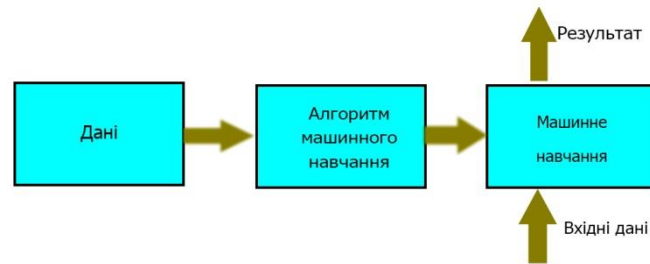 Результат
Дані
Алгоритм
машинного
навчання
Машинне
навчання
Вхідні дані